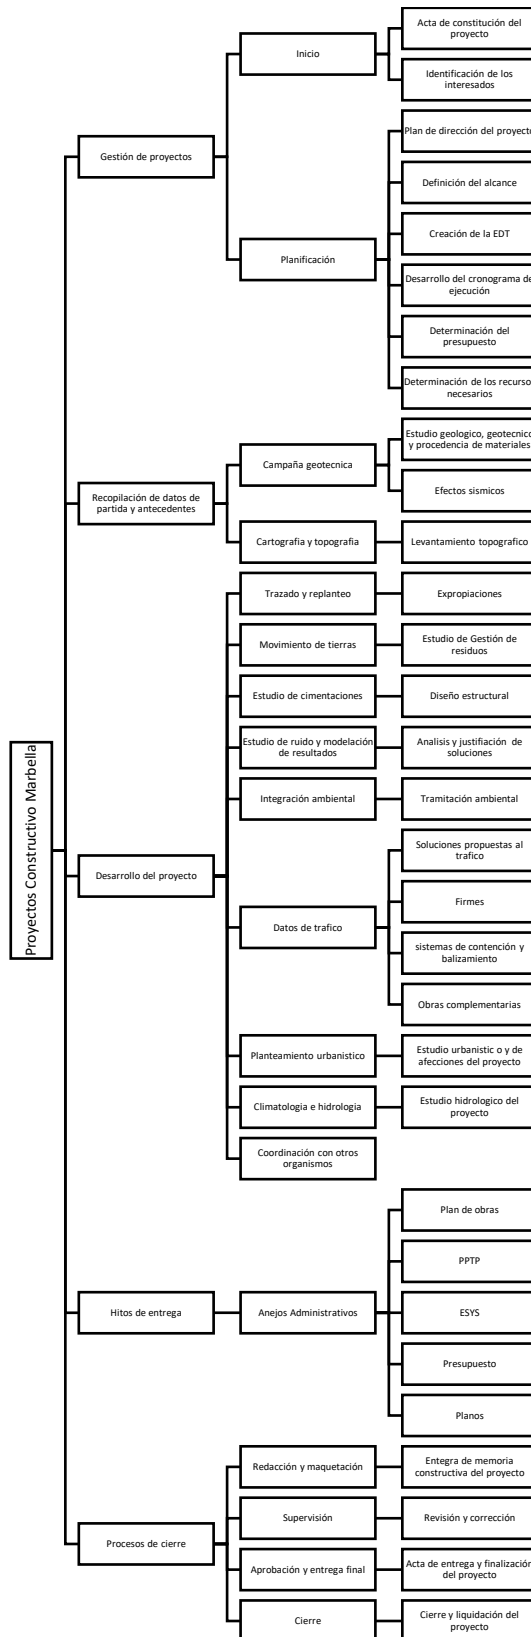 Proyectos Constructivo Marbella
Gestión de proyectos
Inicio
Acta de constitución del
proyecto
Identificación de los
interesados
Planificación
Plan de dirección del proyecto
Definición del alcance
Creación de la EDT
Desarrollo del cronograma de
ejecución
Determinación del
presupuesto
Determinación de los recursos
necesarios
Recopilación de datos de
partida y antecedentes
Campaña geotecnica
Estudio geologico, geotecnico
y procedencia de materiales
Efectos sismicos
Cartografia y topografia
Levantamiento topografico
Desarrollo del proyecto
Trazado y replanteo
Expropiaciones
Movimiento de tierras
Estudio de Gestión de
residuos
Estudio de cimentaciones
Diseño estructural
Estudio de ruido y modelación
de resultados
Analisis y justifiación de
soluciones
Integración ambiental
Tramitación ambiental
Datos de trafico
Soluciones propuestas al
trafico
Firmes
sistemas de contención y
balizamiento
Obras complementarias
Planteamiento urbanistico
Estudio urbanistic o y de
afecciones del proyecto
Climatologia e hidrologia
Estudio hidrologico del
proyecto
Coordinación con otros
organismos
Hitos de entrega
Anejos Administrativos
Plan de obras
PPTP
ESYS
Presupuesto
Planos
Procesos de cierre
Redacción y maquetación
Entegra de memoria
constructiva del proyecto
Supervisión
Revisión y corrección
Aprobación y entrega final
Acta de entrega y finalización
del proyecto
Cierre
Cierre y liquidación del
proyecto